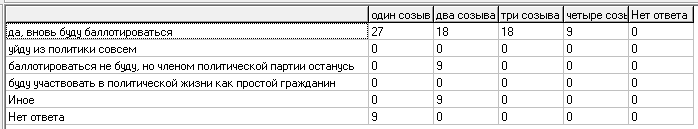 один созыв два созыва три созыва четыре созы Нет ответа
да, вновь буду баллотироваться 27 18 18 9 0
уйду из политики совсем 0 0 0 0 0
баллотироваться не буду, но членом политической партии останусь 0 9 0 0 0
буду участвовать в политической жизни как простой гражданин 0 0 0 0 0
Иное 0 9 0 0 0
Нет ответа 9 0 0 0 0